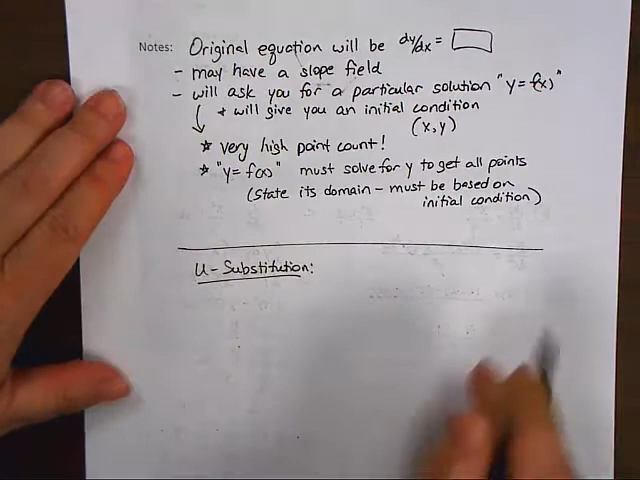 Notes: Original equation will be dy/dx = 
- may have a slope field
- will ask you for a particular solution "y = f(x)"
+ will give you an initial condition
(x, y)
* very high point count!
* "y = f(x)" must solve for y to get all points
(State its domain - must be based on
initial condition)
U - Substitution: